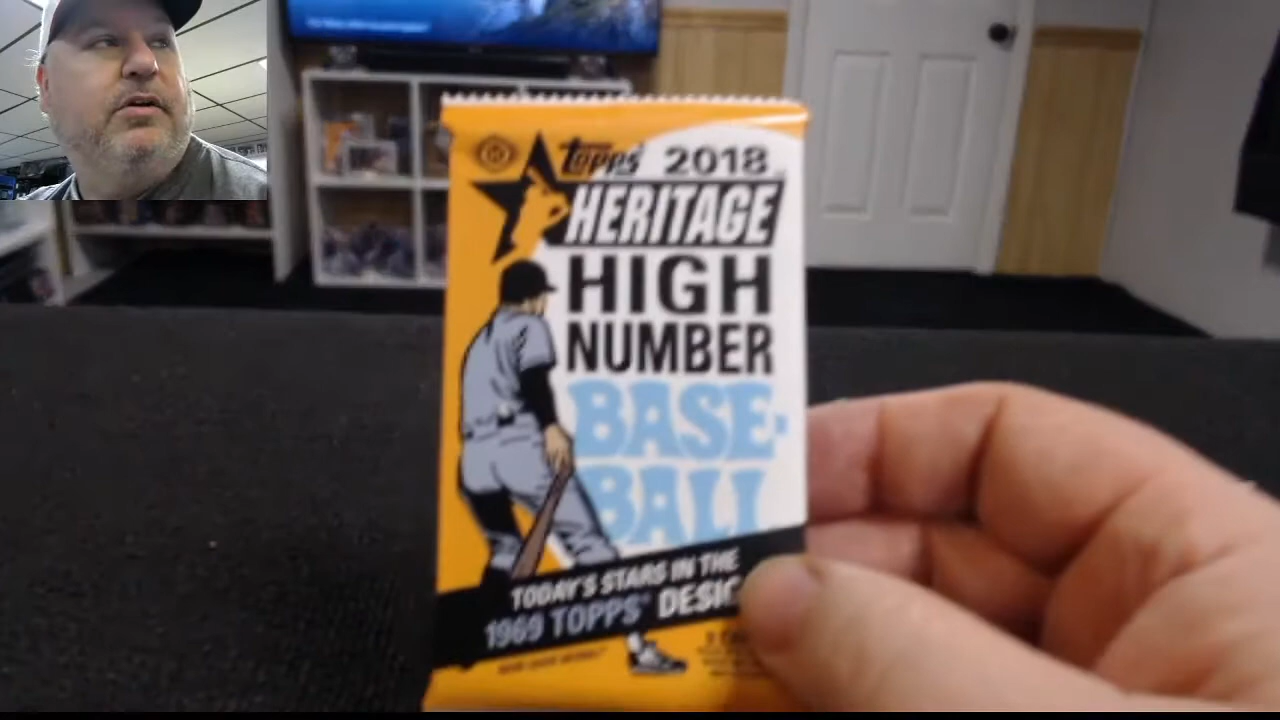 Topps 2018
HERITAGE
HIGH
NUMBER
BASE-
BALL
TODAY'S STARS IN THE
1969 TOPPS DESIG